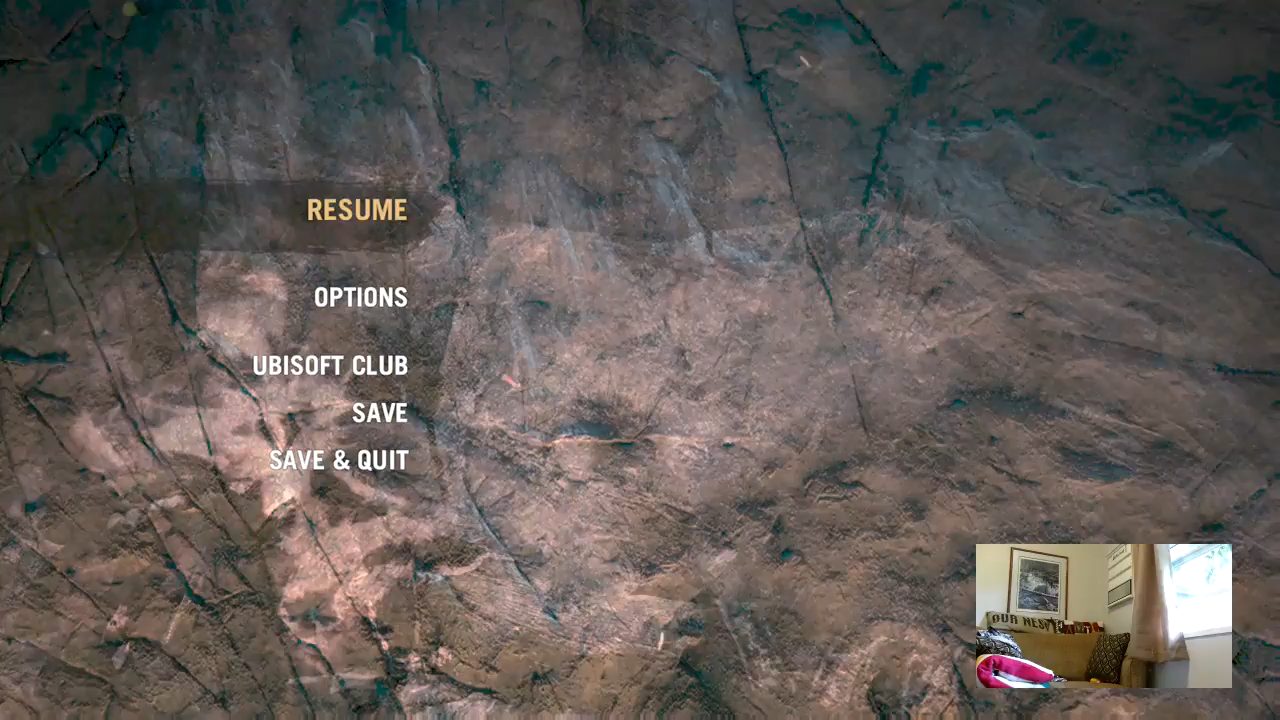 RESUME
OPTIONS
UBISOFT CLUB
SAVE
SAVE & QUIT
OUR NEST